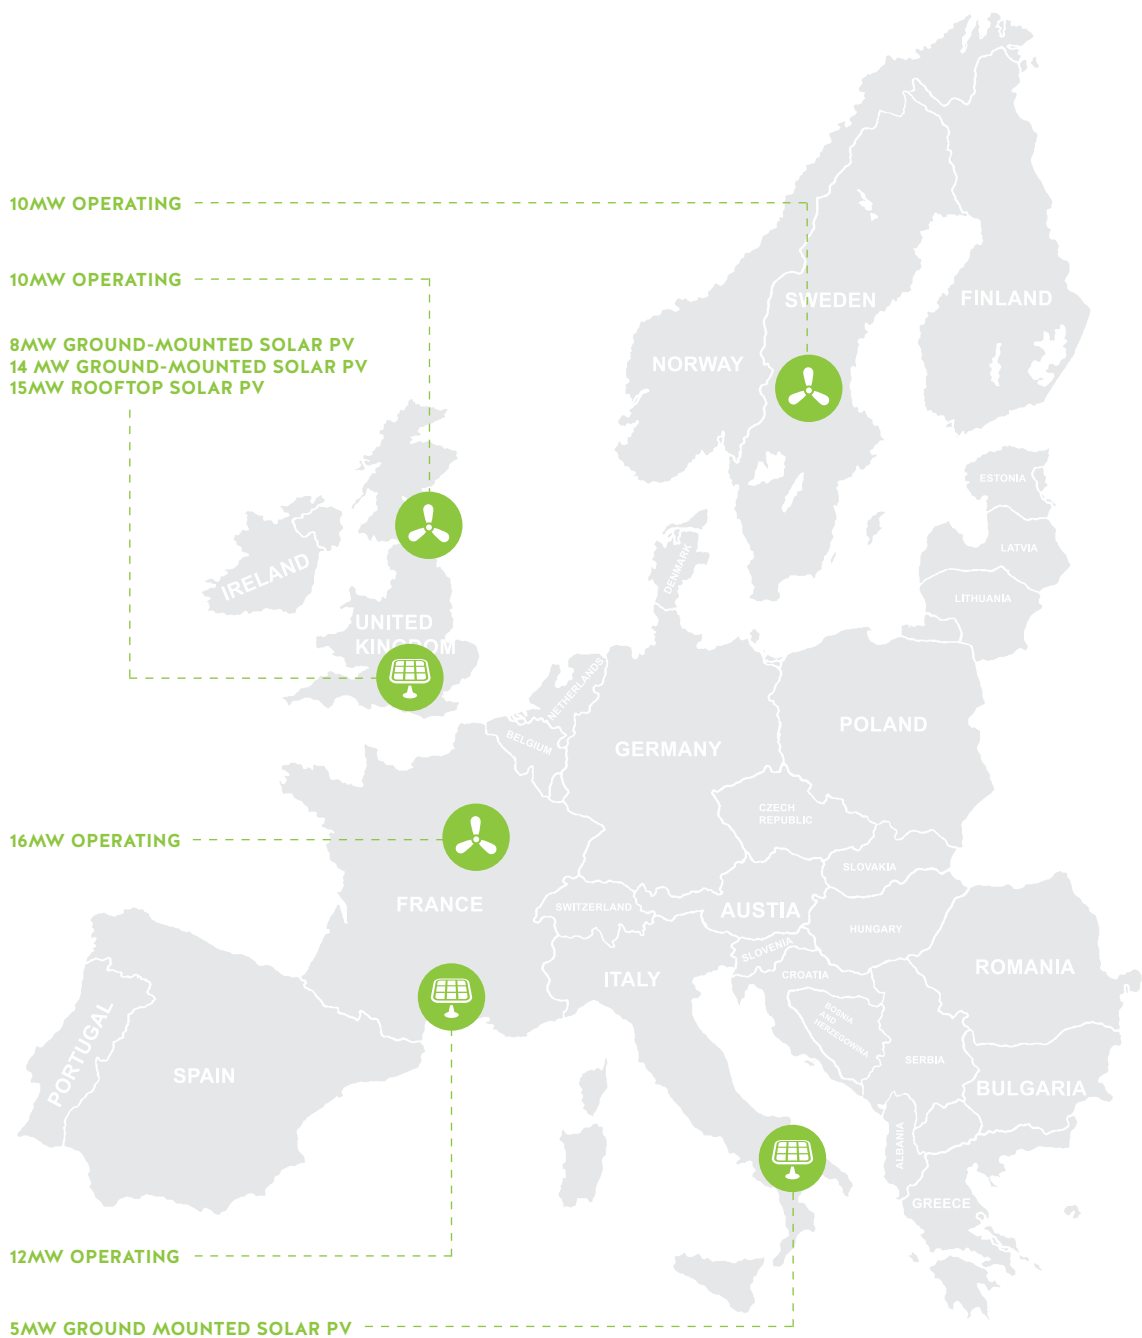 10MW OPERATING
10MW OPERATING
8MW GROUND-MOUNTED SOLAR PV
14 MW GROUND-MOUNTED SOLAR PV
15MW ROOFTOP SOLAR PV
16MW OPERATING
12MW OPERATING
5MW GROUND MOUNTED SOLAR PV
SWEDEN
FINLAND
NORWAY
ESTONIA
LATVIA
LITHUANIA
DENMARK
IRELAND
UNITED
KINGDOM
NETHERLANDS
BELGIUM
GERMANY
POLAND
CZECH
REPUBLIC
SLOVAKIA
FRANCE
SWITZERLAND
AUSTIA
HUNGARY
SLOVENIA
CROATIA
ITALY
ROMANIA
BOSNIA
AND
HERZEGOWINA
SERBIA
BULGARIA
PORTUGAL
SPAIN
ALBANIA
GREECE